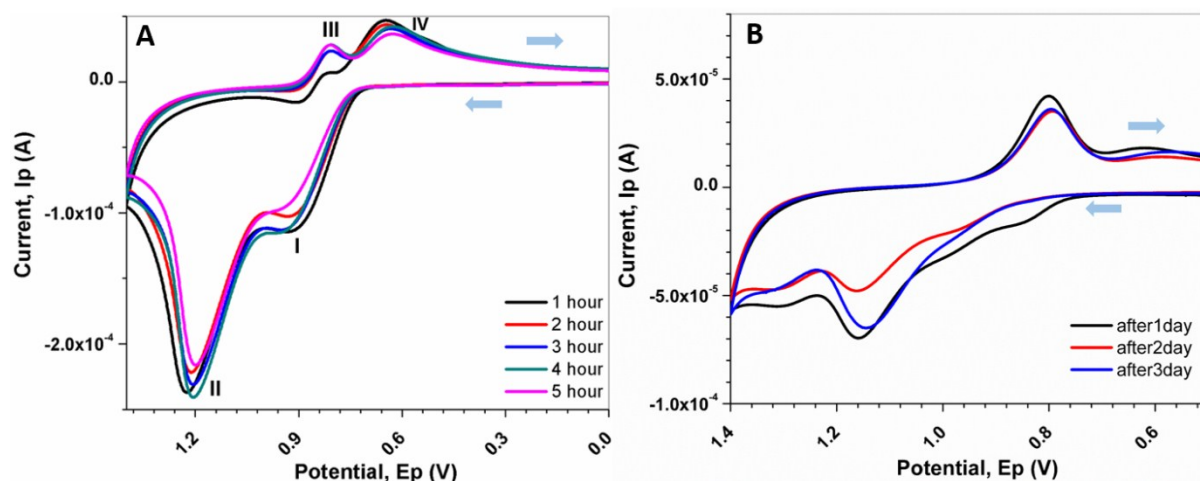 A
III
IV
0.0
-1.0x10⁻⁴
-2.0x10⁻⁴
I
II
1 hour
2 hour
3 hour
4 hour
5 hour
1.2
0.9
0.6
0.3
0.0
Current, Ip (A)
Potential, Ep (V)
B
5.0x10⁻⁵
0.0
-5.0x10⁻⁵
-1.0x10⁻⁴
after1day
after2day
after3day
1.4
1.2
1.0
0.8
0.6
Current, Ip (A)
Potential, Ep (V)